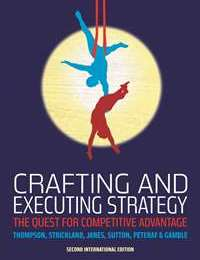 CRAFTING AND
EXECUTING STRATEGY
THE QUEST FOR COMPETITIVE ADVANTAGE
THOMPSON, STRICKLAND, JANES, SUTTON, PETERAF & GAMBLE
SECOND INTERNATIONAL EDITION